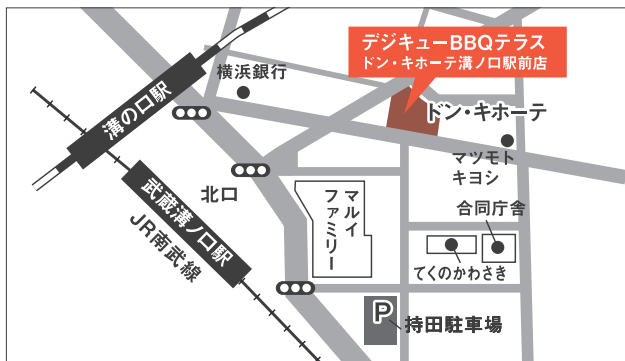 デジキューBBQテラス
ドン・キホーテ溝ノ口駅前店
横浜銀行
溝の口駅
ドン・キホーテ
マツモト
キヨシ
北口
武蔵溝ノ口駅
JR南武線
マルイ
ファミリー
合同庁舎
てくのかわさき
P
持田駐車場